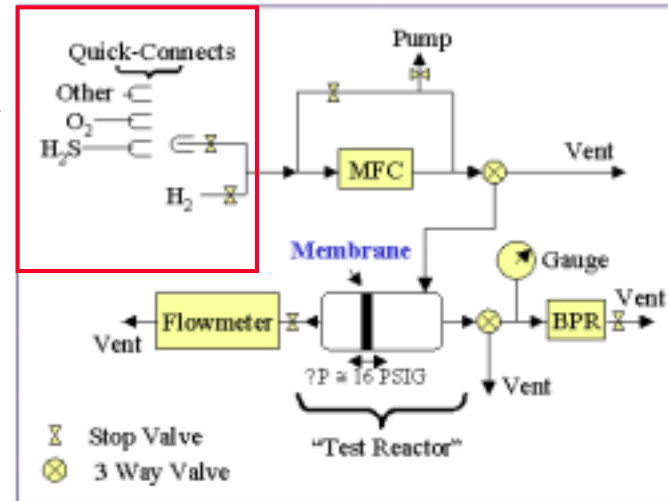 Quick-Connects
Pump
Other
O2
H2S
H2
MFC
Vent
Membrane
Gauge
Flowmeter
Vent
BPR
Vent
?P ≅ 16 PSIG
Vent
"Test Reactor"
Stop Valve
3 Way Valve